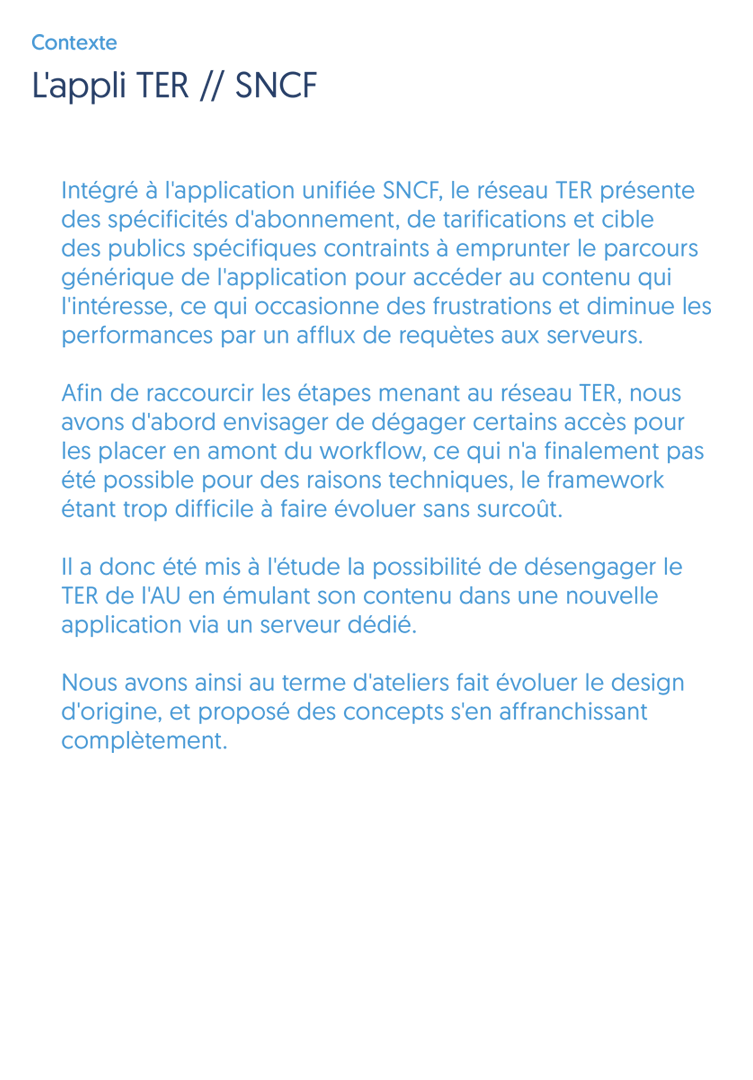 Contexte
L'appli TER // SNCF
Intégré à l'application unifiée SNCF, le réseau TER présente
des spécificités d'abonnement, de tarifications et cible
des publics spécifiques contraints à emprunter le parcours
générique de l'application pour accéder au contenu qui
l'intéresse, ce qui occasionne des frustrations et diminue les
performances par un afflux de requètes aux serveurs.
Afin de raccourcir les étapes menant au réseau TER, nous
avons d'abord envisager de dégager certains accès pour
les placer en amont du workflow, ce qui n'a finalement pas
été possible pour des raisons techniques, le framework
étant trop difficile à faire évoluer sans surcoût.
Il a donc été mis à l'étude la possibilité de désengager le
TER de l'AU en émulant son contenu dans une nouvelle
application via un serveur dédié.
Nous avons ainsi au terme d'ateliers fait évoluer le design
d'origine, et proposé des concepts s'en affranchissant
complètement.